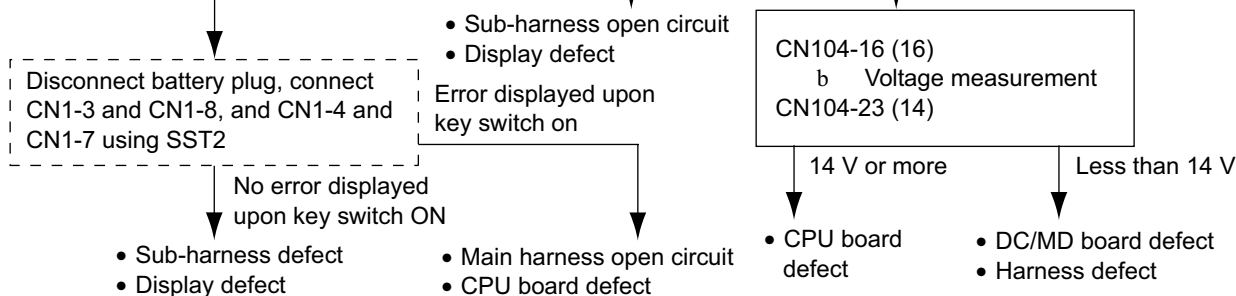 • Sub-harness open circuit
• Display defect
Disconnect battery plug, connect
CN1-3 and CN1-8, and CN1-4 and
CN1-7 using SST2
Error displayed upon
key switch on
No error displayed
upon key switch ON
• Sub-harness defect
• Display defect
• Main harness open circuit
• CPU board defect
CN104-16 (16)
b Voltage measurement
CN104-23 (14)
14 V or more
Less than 14 V
• CPU board
defect
• DC/MD board defect
• Harness defect